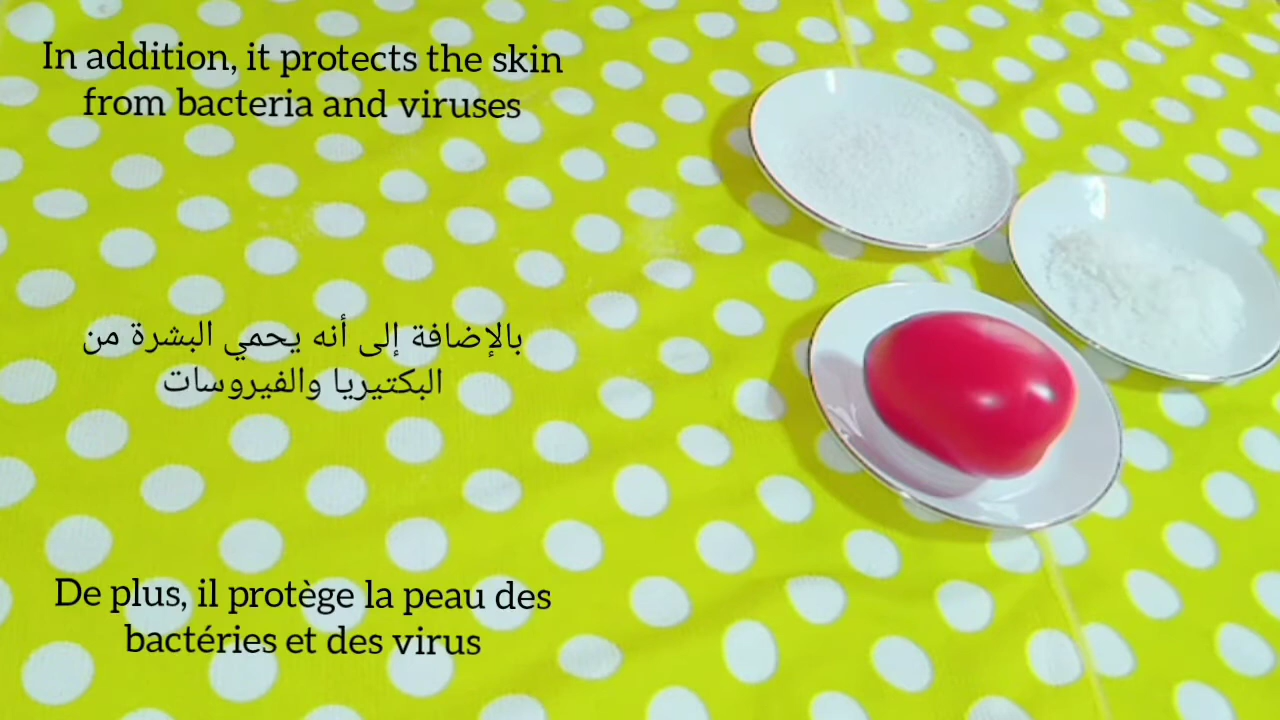 In addition, it protects the skin
from bacteria and viruses
بالإضافة إلى أنه يحمي البشرة من
البكتيريا والفيروسات
De plus, il protège la peau des
bactéries et des virus